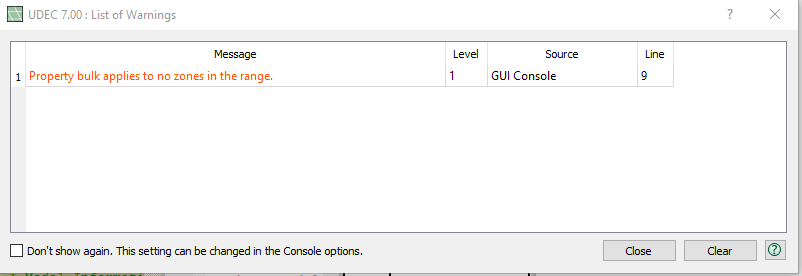 UDEC 7.00 : List of Warnings
Message Level Source Line
1 Property bulk applies to no zones in the range. 1 GUI Console 9
Don't show again. This setting can be changed in the Console options. Close Clear